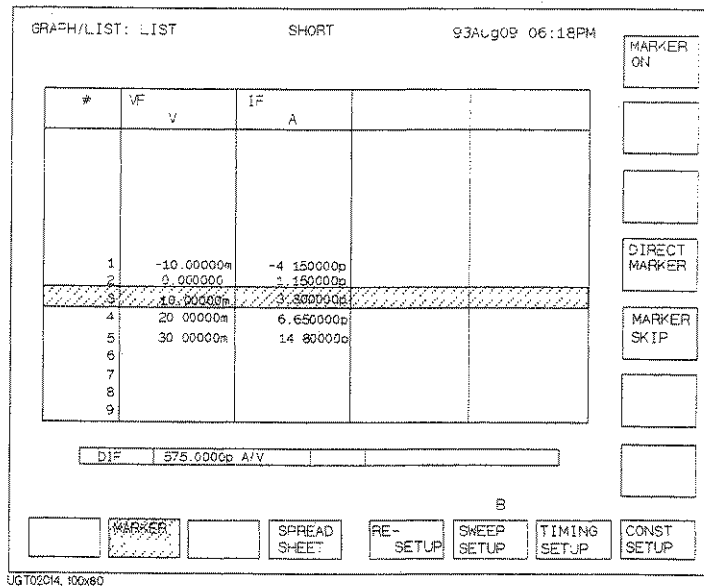 GRAPH/LIST: LIST SHORT 93Aug09 06:18PM
MARKER ON
# VF V IF A
1 -10.00000m -4.150000p
2 0.000000 1.150000p
3 10.00000m 3.300000p
DIRECT MARKER
4 20.00000m 6.650000p
MARKER SKIP
5 30.00000m 14.80000p
6
7
8
9
DIF 575.0000p A/V
B
MARKER SPREAD SHEET RE-SETUP SWEEP SETUP TIMING SETUP CONST SETUP
UGT02014, 100x80